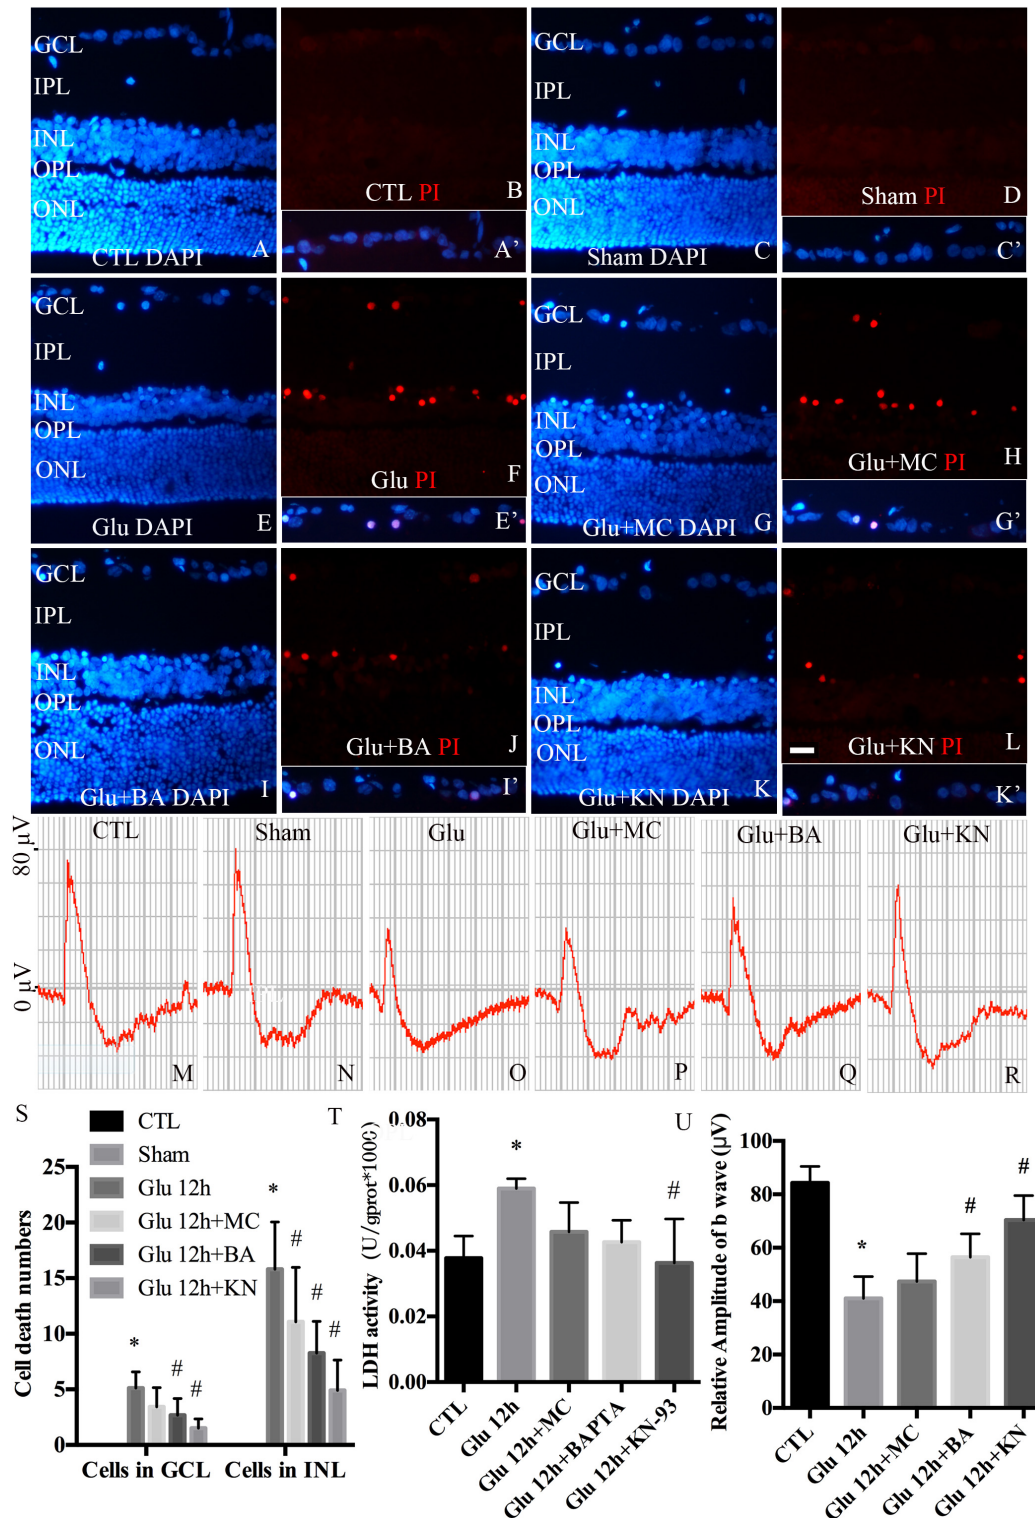 GCL
IPL
INL
OPL
ONL
CTL DAPI
A
CTL PI
B
A’
GCL
IPL
INL
OPL
ONL
Sham DAPI
C
Sham PI
D
C’
GCL
IPL
INL
OPL
ONL
Glu DAPI
E
Glu PI
F
E’
GCL
IPL
INL
OPL
ONL
Glu+MC DAPI
G
Glu+MC PI
H
G’
GCL
IPL
INL
OPL
ONL
Glu+BA DAPI
I
Glu+BA PI
J
I’
GCL
IPL
INL
OPL
ONL
Glu+KN DAPI
K
Glu+KN PI
L
K’
80 µV
0 µV
CTL
M
Sham
N
Glu
O
Glu+MC
P
Glu+BA
Q
Glu+KN
R
S
CTL
Sham
Glu 12h
Glu 12h+MC
Glu 12h+BA
Glu 12h+KN
Cell death numbers
25
20
15
10
5
0
*
#
#
*
#
#
#
Cells in GCL
Cells in INL
T
LDH activity (U/gprot*1000)
0.08
0.06
0.04
0.02
0.00
*
#
CTL
Glu 12h
Glu 12h+MC
Glu 12h+BAPTA
Glu 12h+KN-93
U
Relative Amplitude of b wave (µV)
100
80
60
40
20
0
*
#
#
CTL
Glu 12h
Glu 12h+MC
Glu 12h+BA
Glu 12h+KN